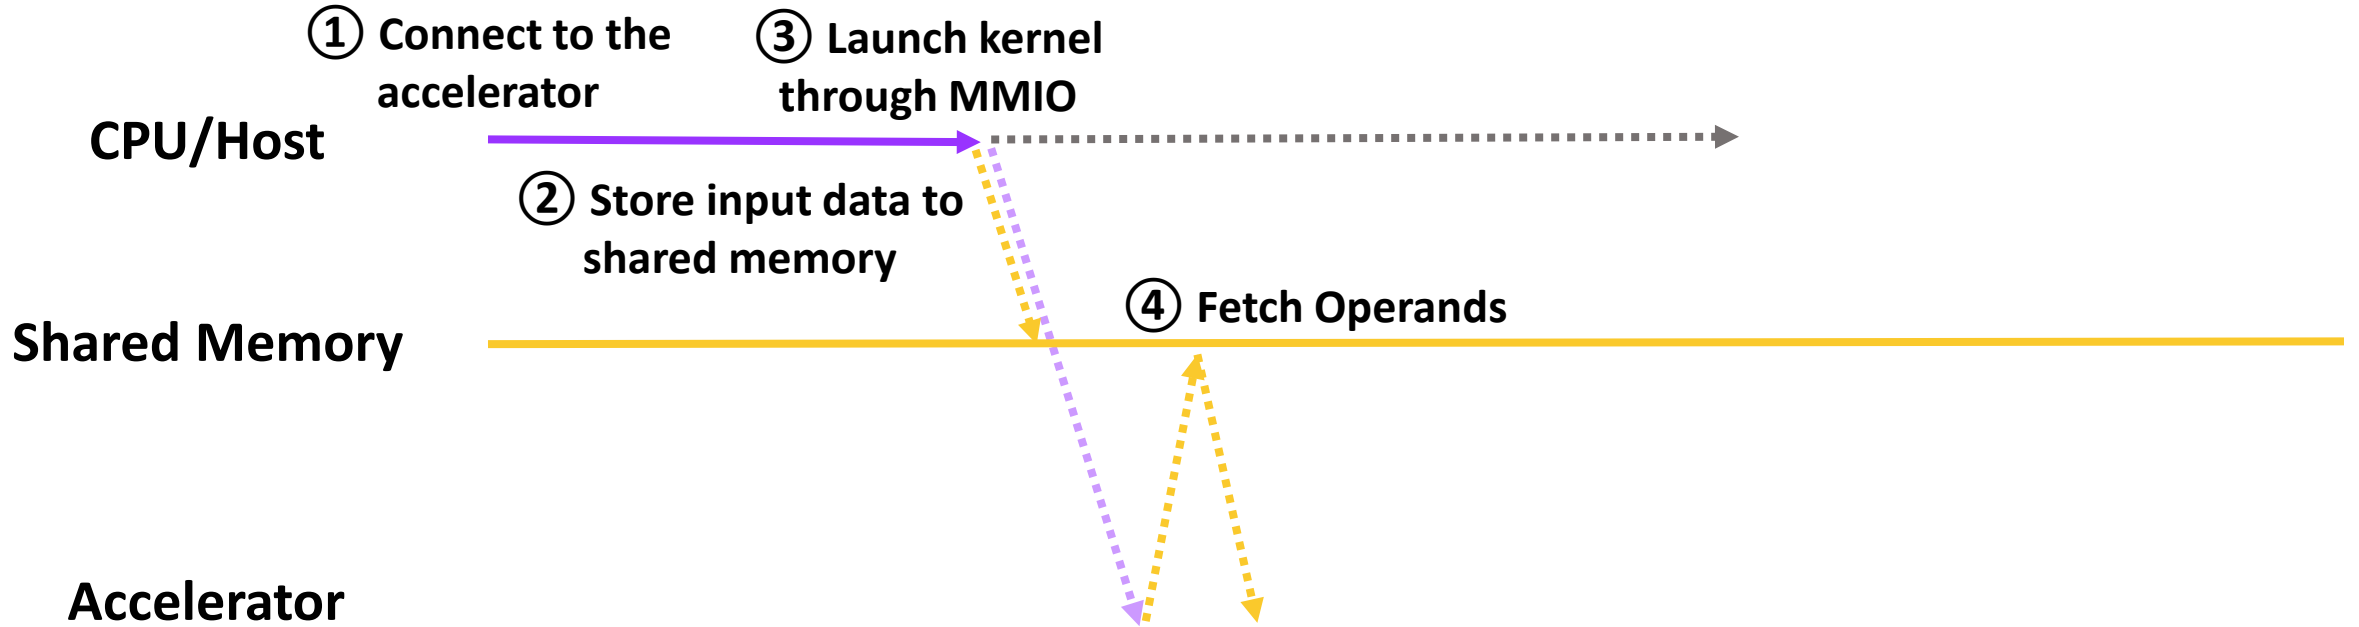 ① Connect to the
accelerator
③ Launch kernel
through MMIO
CPU/Host
② Store input data to
shared memory
④ Fetch Operands
Shared Memory
Accelerator